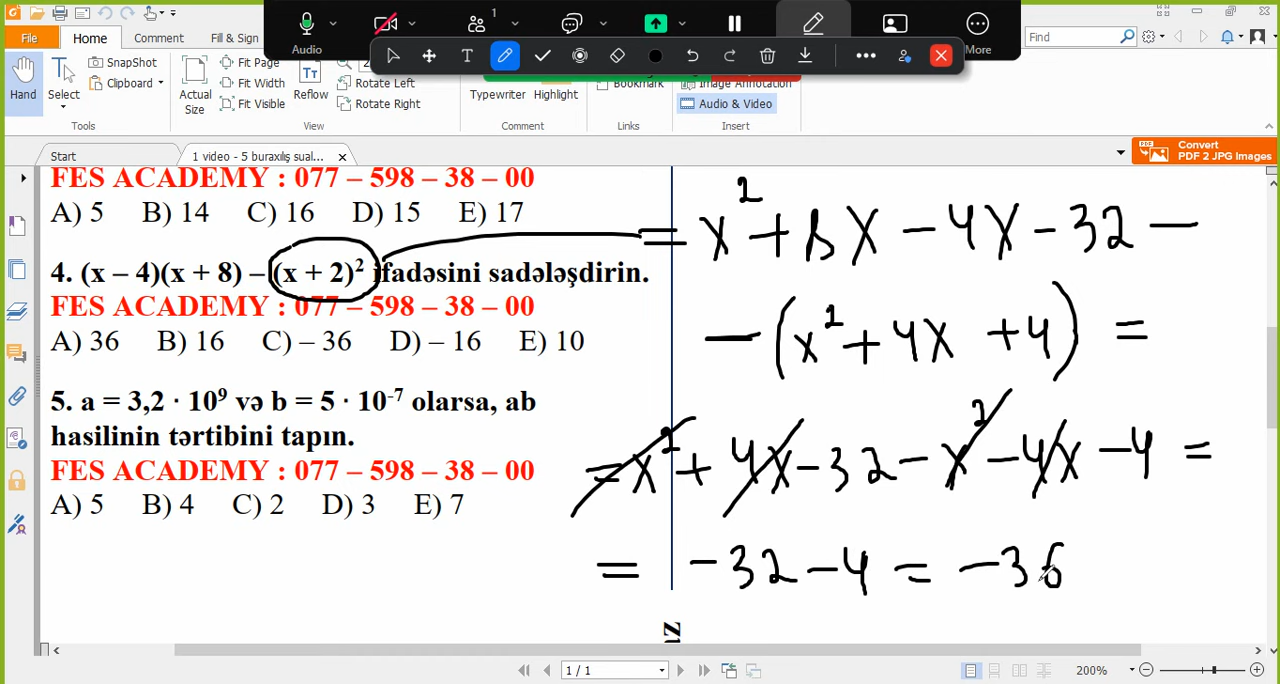 File Home Comment Fill & Sign
Audio
1
More
Find
Hand
Select
SnapShot
Clipboard
Actual Size
Fit Page
Fit Width
Fit Visible
Reflow
Rotate Left
Rotate Right
Typewriter
Highlight
Bookmark
Image Annotation
Audio & Video
Tools View Comment Links Insert
Start
1 video - 5 buraxılış sual...
Convert
PDF 2 JPG Images
FES ACADEMY : 077 – 598 – 38 – 00
A) 5 B) 14 C) 16 D) 15 E) 17
4. (x – 4)(x + 8) – (x + 2)² ifadəsini sadələşdirin.
FES ACADEMY : 077 – 598 – 38 – 00
A) 36 B) 16 C) – 36 D) – 16 E) 10
5. a = 3,2 · 10⁹ və b = 5 · 10⁻⁷ olarsa, ab
hasilinin tərtibini tapın.
FES ACADEMY : 077 – 598 – 38 – 00
A) 5 B) 4 C) 2 D) 3 E) 7
= x² + 8x – 4x – 32 –
– (x² + 4x + 4) =
= x² + 4x – 32 – x² – 4x – 4 =
= – 32 – 4 = – 36
1 / 1
200%